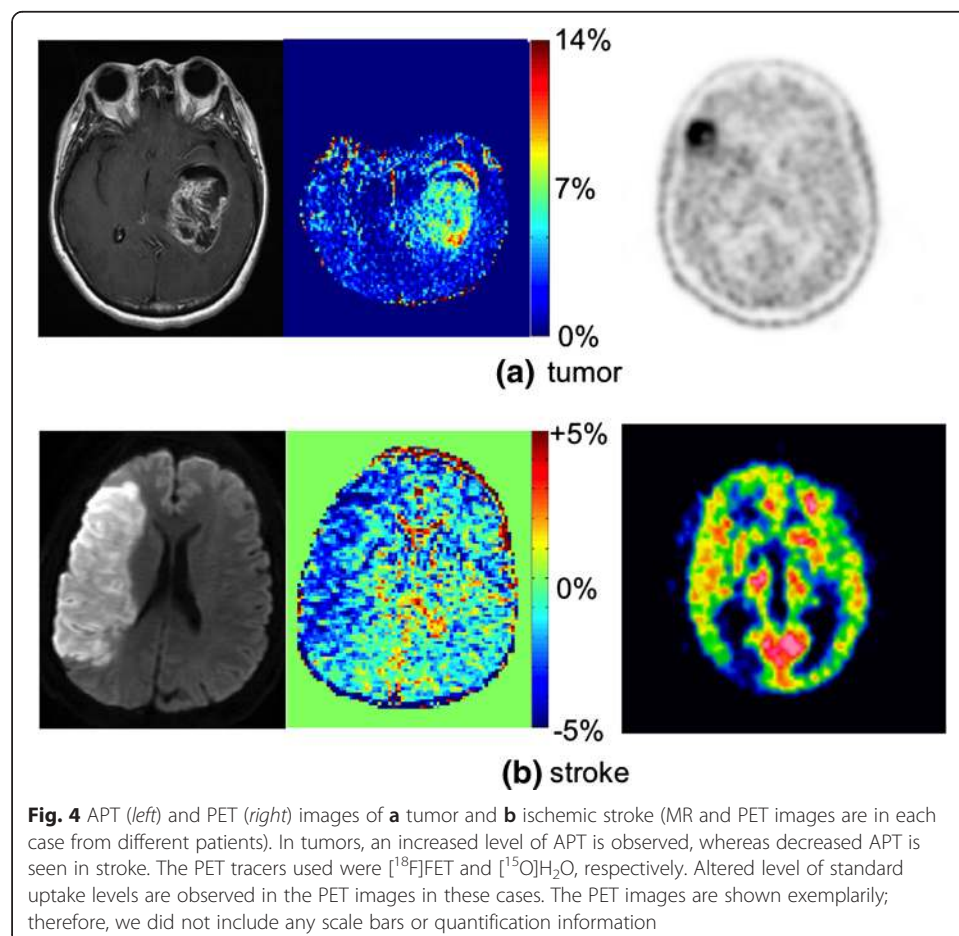 14%
7%
0%
(a) tumor
+5%
0%
-5%
(b) stroke
Fig. 4 APT (left) and PET (right) images of a tumor and b ischemic stroke (MR and PET images are in each
case from different patients). In tumors, an increased level of APT is observed, whereas decreased APT is
seen in stroke. The PET tracers used were [¹⁸F]FET and [¹⁵O]H₂O, respectively. Altered level of standard
uptake levels are observed in the PET images in these cases. The PET images are shown exemplarily;
therefore, we did not include any scale bars or quantification information